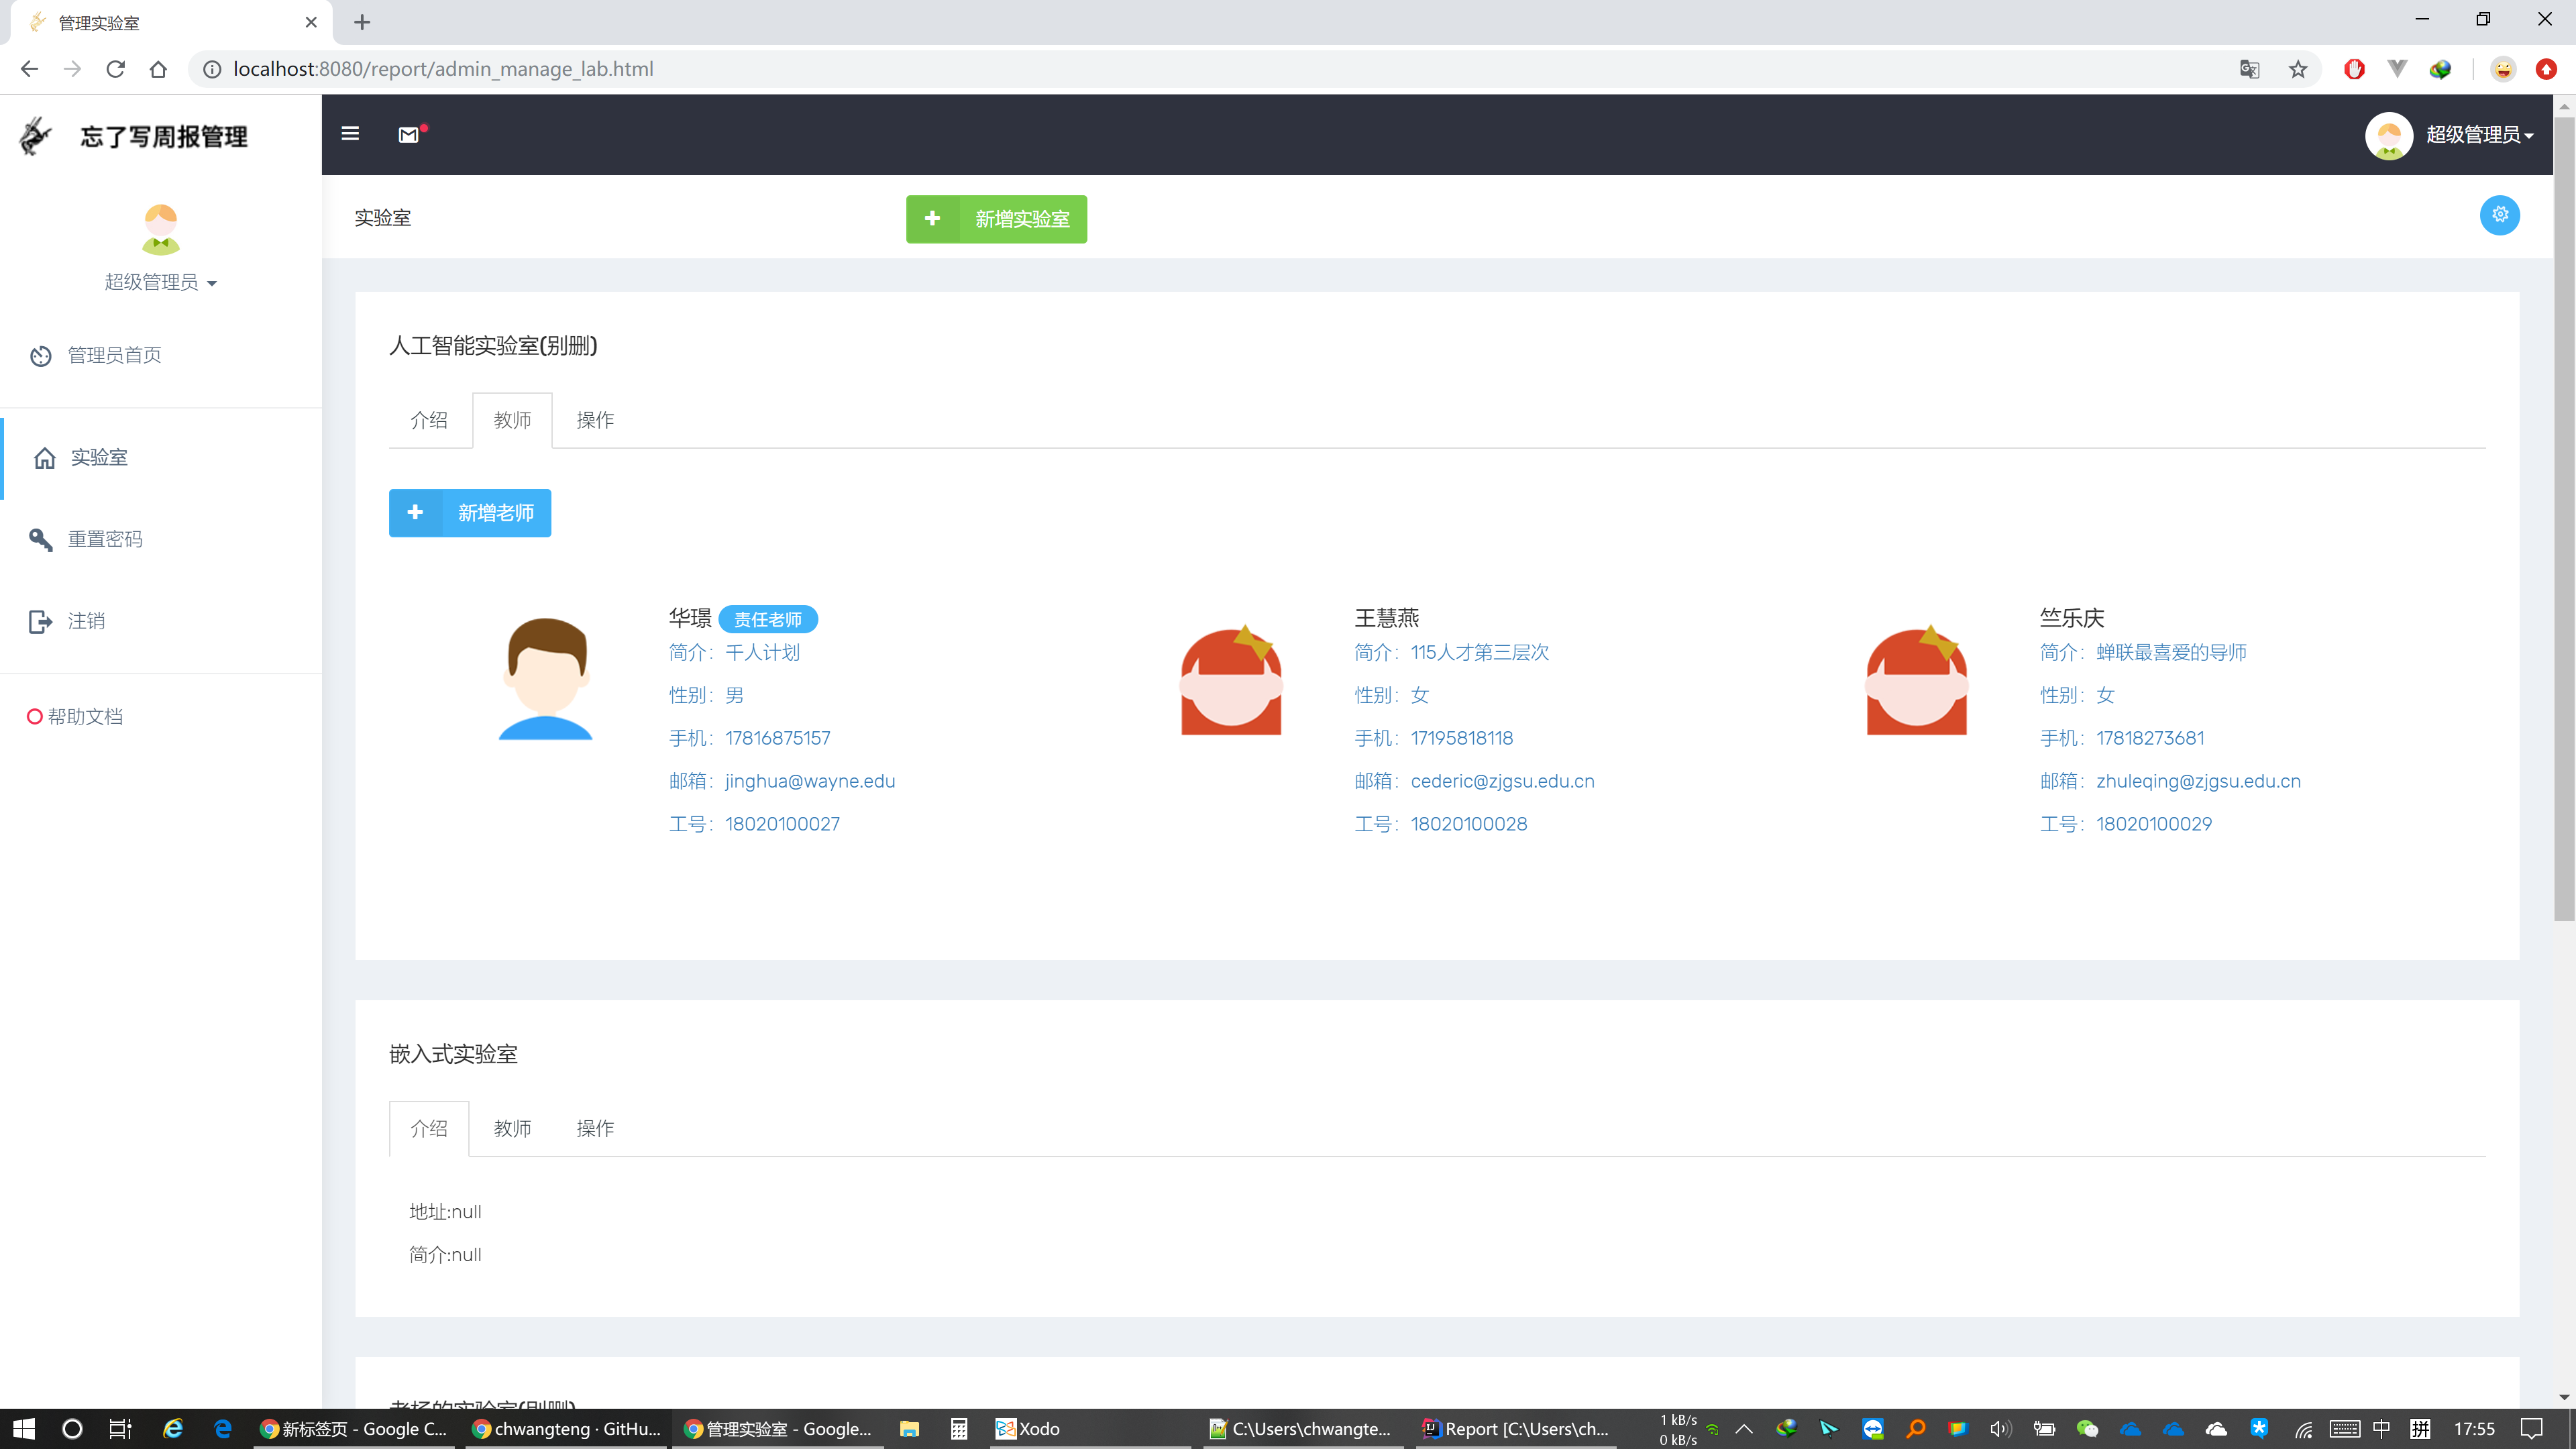 管理实验室
localhost:8080/report/admin_manage_lab.html
忘了写周报管理
超级管理员
超级管理员
管理员首页
实验室
重置密码
注销
帮助文档
实验室
新增实验室
人工智能实验室(别删)
介绍 教师 操作
新增老师
华璟 责任老师
简介：千人计划
性别：男
手机：17816875157
邮箱：jinghua@wayne.edu
工号：18020100027
王慧燕
简介：115人才第三层次
性别：女
手机：17195818118
邮箱：cederic@zjgsu.edu.cn
工号：18020100028
竺乐庆
简介：蝉联最喜爱的导师
性别：女
手机：17818273681
邮箱：zhuleqing@zjgsu.edu.cn
工号：18020100029
嵌入式实验室
介绍 教师 操作
地址:null
简介:null
老杨的实验室(别删)
新标签页 - Google C...
chwangteng · GitHu...
管理实验室 - Google...
Xodo
C:\Users\chwangte...
Report [C:\Users\ch...
1 kB/s
0 kB/s
中
拼
17:55